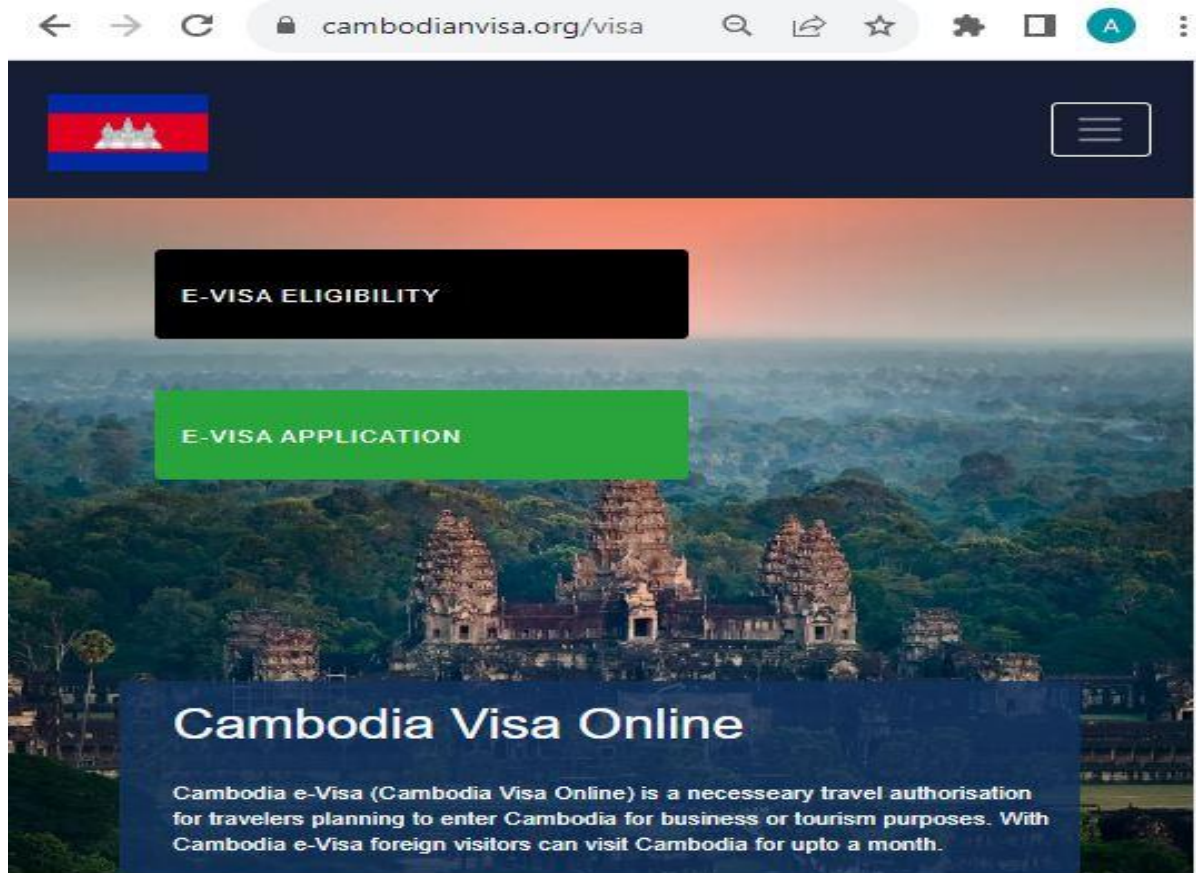 cambodianvisa.org/visa
A
E-VISA ELIGIBILITY
E-VISA APPLICATION
Cambodia Visa Online
Cambodia e-Visa (Cambodia Visa Online) is a necesseary travel authorisation
for travelers planning to enter Cambodia for business or tourism purposes. With
Cambodia e-Visa foreign visitors can visit Cambodia for upto a month.